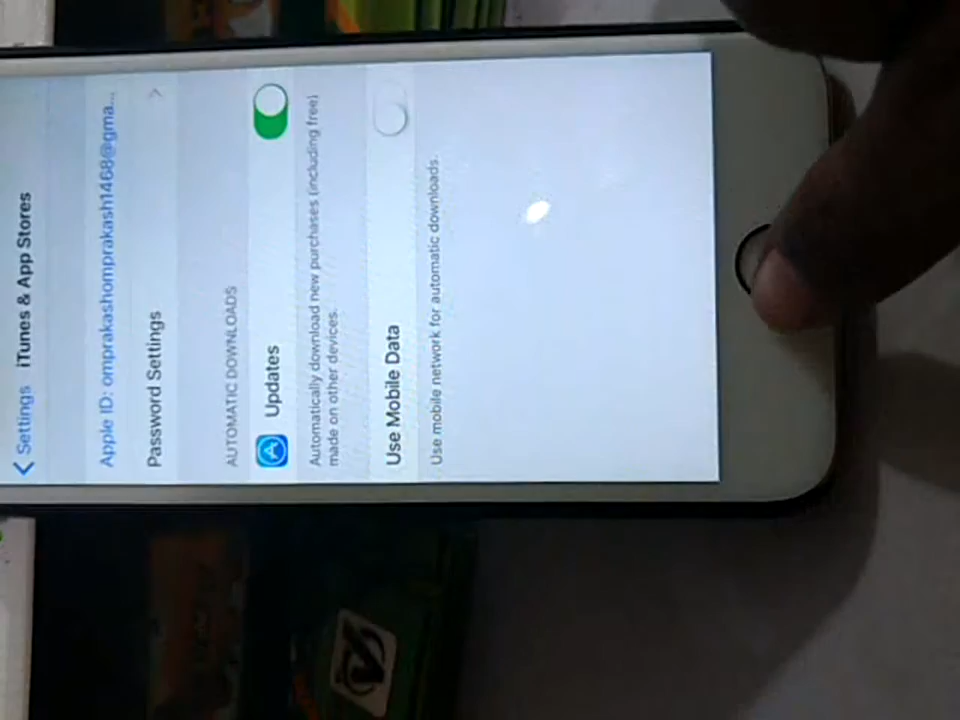 Settings iTunes & App Stores
Apple ID: omprakashomprakash1468@gma...
Password Settings
AUTOMATIC DOWNLOADS
Updates
Automatically download new purchases (including free)
made on other devices.
Use Mobile Data
Use mobile network for automatic downloads.